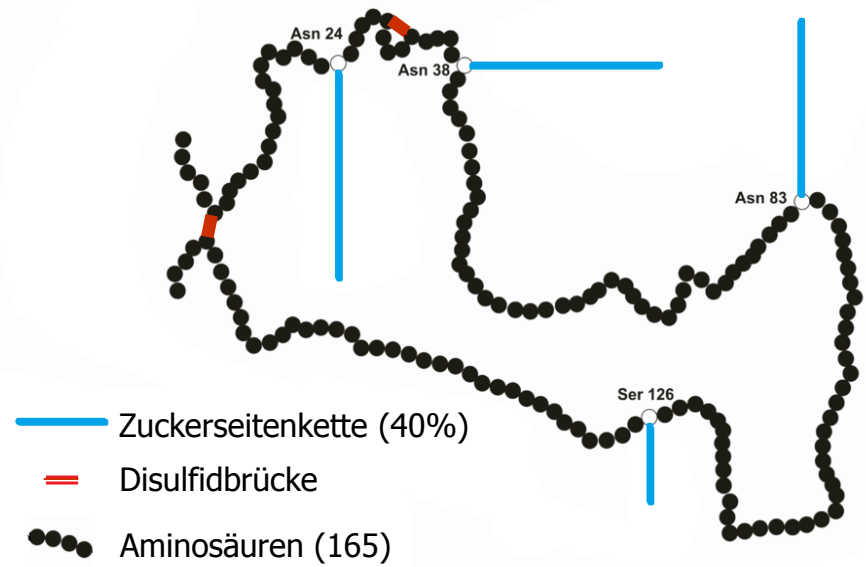 Asn 24
Asn 38
Asn 83
Ser 126
Zuckerseitenkette (40%)
Disulfidbrücke
Aminosäuren (165)